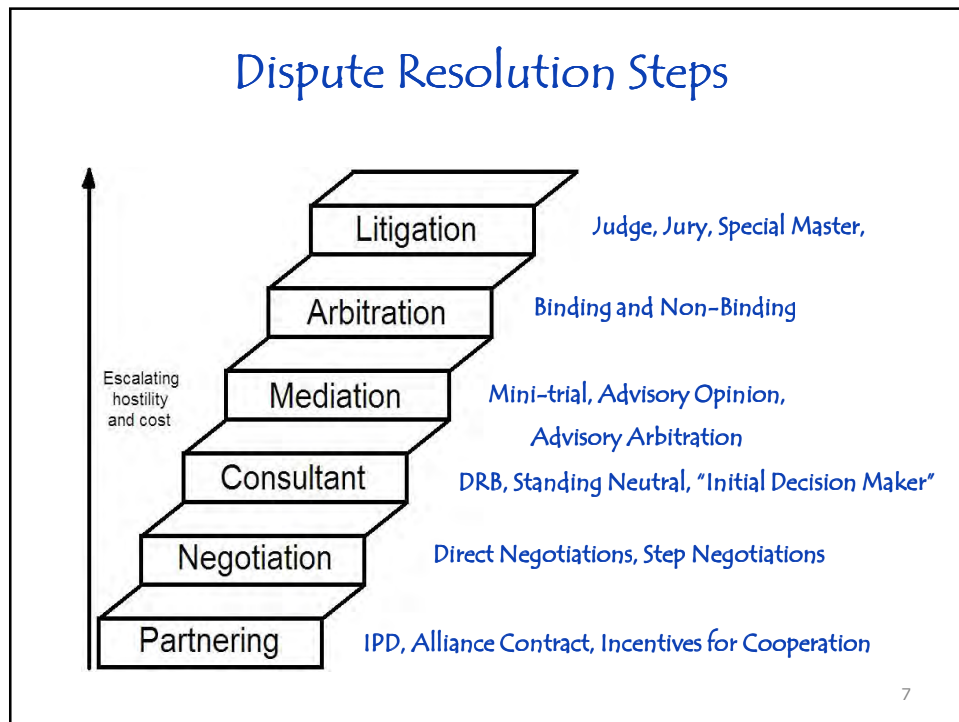 Dispute Resolution Steps
Litigation
Judge, Jury, Special Master,
Arbitration
Binding and Non-Binding
Escalating
hostility
and cost
Mediation
Mini-trial, Advisory Opinion,
Advisory Arbitration
Consultant
DRB, Standing Neutral, “Initial Decision Maker”
Negotiation
Direct Negotiations, Step Negotiations
Partnering
IPD, Alliance Contract, Incentives for Cooperation
7